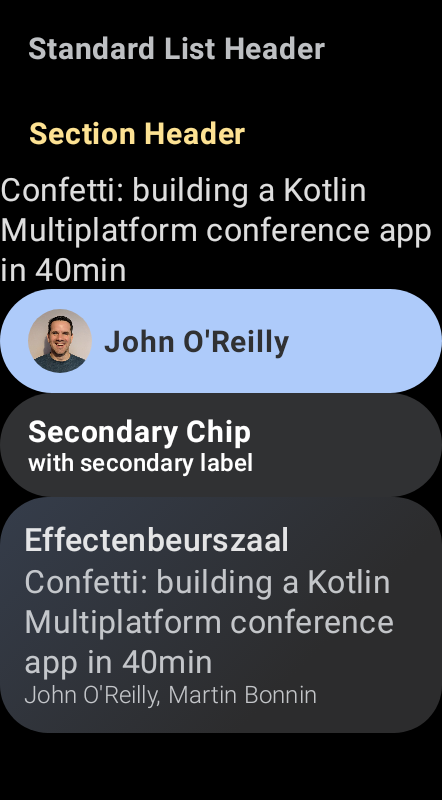 Standard List Header
Section Header
Confetti: building a Kotlin
Multiplatform conference app
in 40min
John O'Reilly
Secondary Chip
with secondary label
Effectenbeurszaal
Confetti: building a Kotlin
Multiplatform conference
app in 40min
John O'Reilly, Martin Bonnin